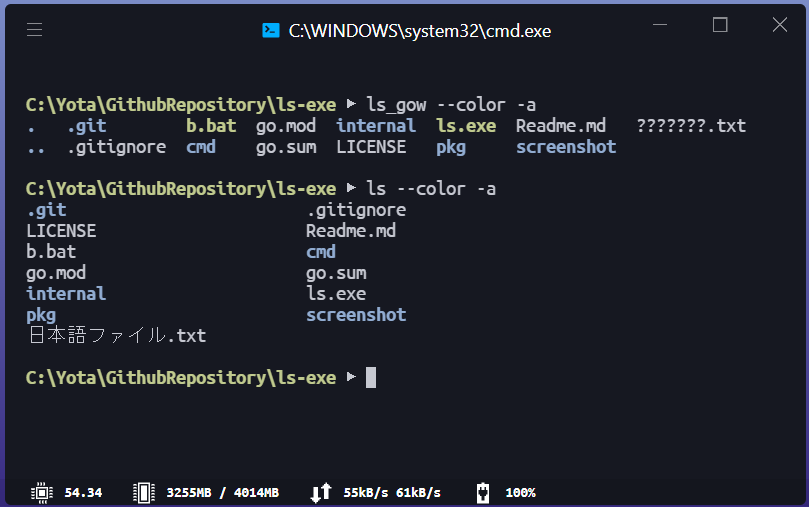 C:\WINDOWS\system32\cmd.exe
C:\Yota\GithubRepository\ls-exe ls_gow --color -a
. .git b.bat go.mod internal ls.exe Readme.md ???????.txt
.. .gitignore cmd go.sum LICENSE pkg screenshot
C:\Yota\GithubRepository\ls-exe ls --color -a
.git .gitignore
LICENSE Readme.md
b.bat cmd
go.mod go.sum
internal ls.exe
pkg screenshot
日本語ファイル.txt
C:\Yota\GithubRepository\ls-exe
54.34 3255MB / 4014MB 55kB/s 61kB/s 100%